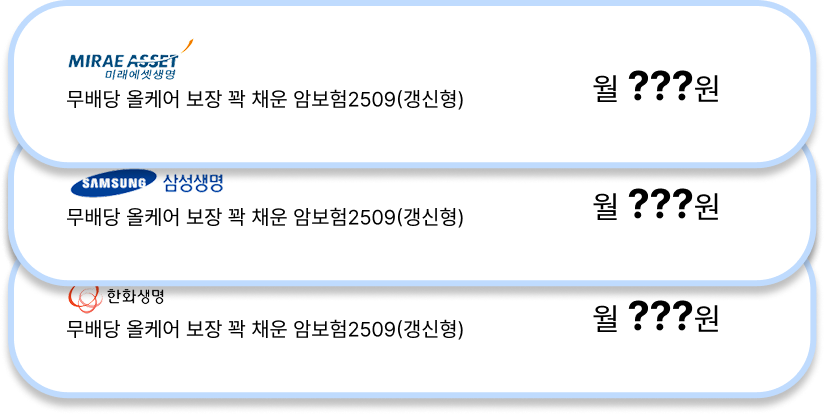 MIRAE ASSET
미래에셋생명
무배당 올케어 보장 꽉 채운 암보험2509(갱신형)
월 ???원
SAMSUNG 삼성생명
무배당 올케어 보장 꽉 채운 암보험2509(갱신형)
월 ???원
한화생명
무배당 올케어 보장 꽉 채운 암보험2509(갱신형)
월 ???원